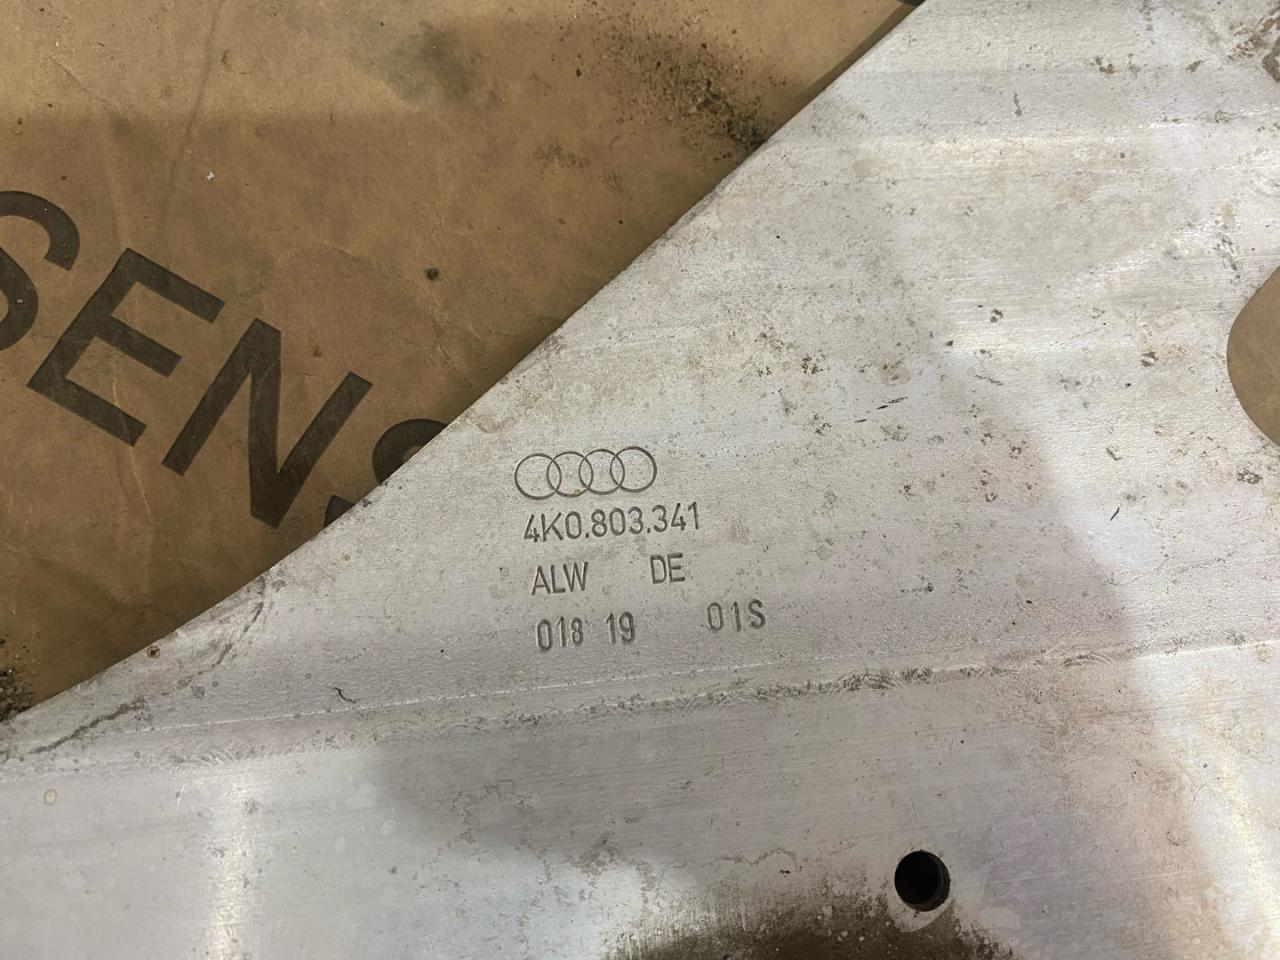 SENS
4K0.803.341
ALW DE
018 19 01S